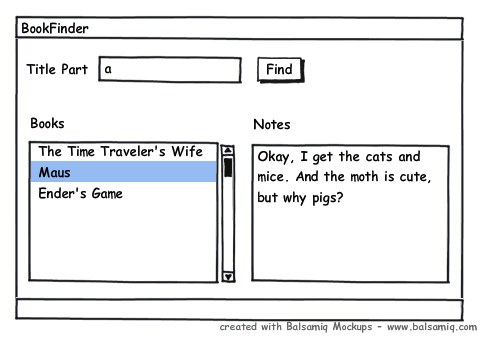 BookFinder
Title Part
a
Find
Books
The Time Traveler's Wife
Maus
Ender's Game
Notes
Okay, I get the cats and
mice. And the moth is cute,
but why pigs?
created with Balsamiq Mockups - www.balsamiq.com